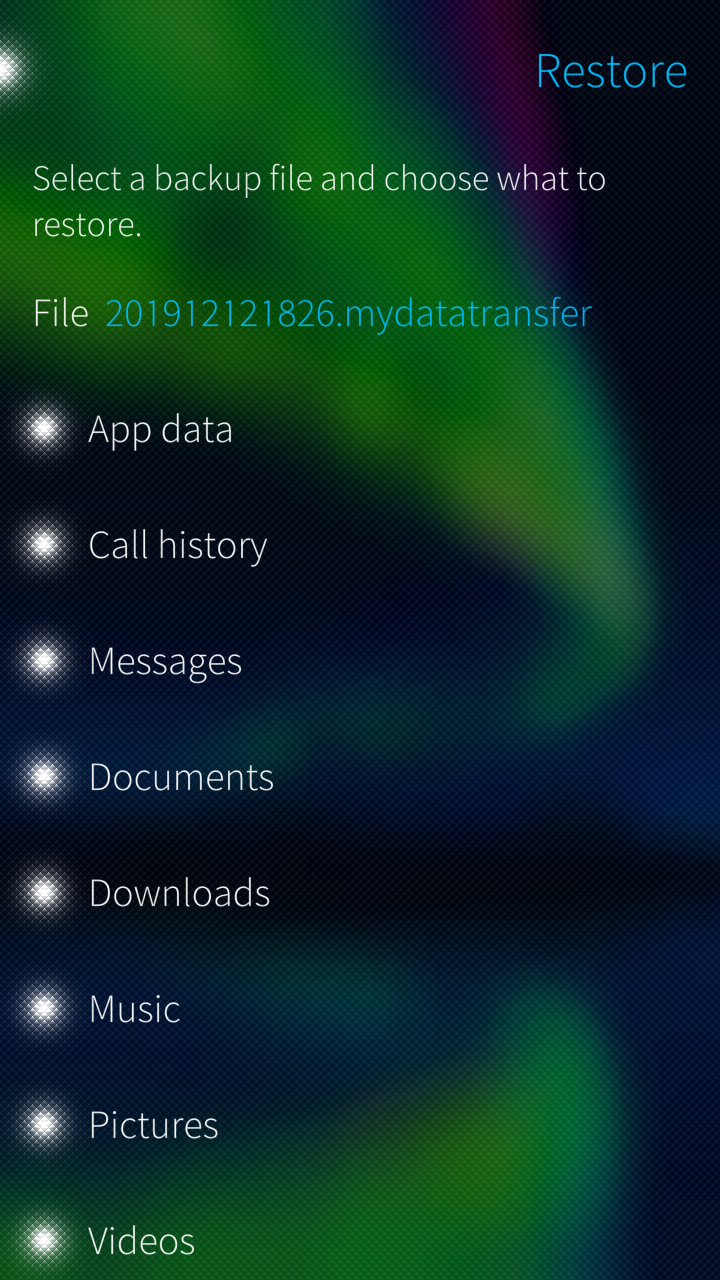 Restore
Select a backup file and choose what to
restore.
File 201912121826.mydatatransfer
App data
Call history
Messages
Documents
Downloads
Music
Pictures
Videos